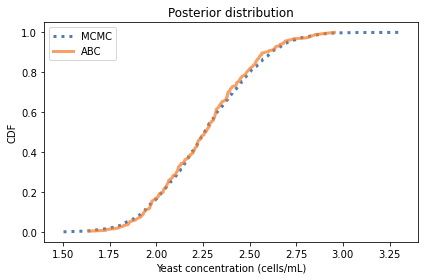 Posterior distribution
MCMC
ABC
CDF
1.0
0.8
0.6
0.4
0.2
0.0
1.50 1.75 2.00 2.25 2.50 2.75 3.00 3.25
Yeast concentration (cells/mL)